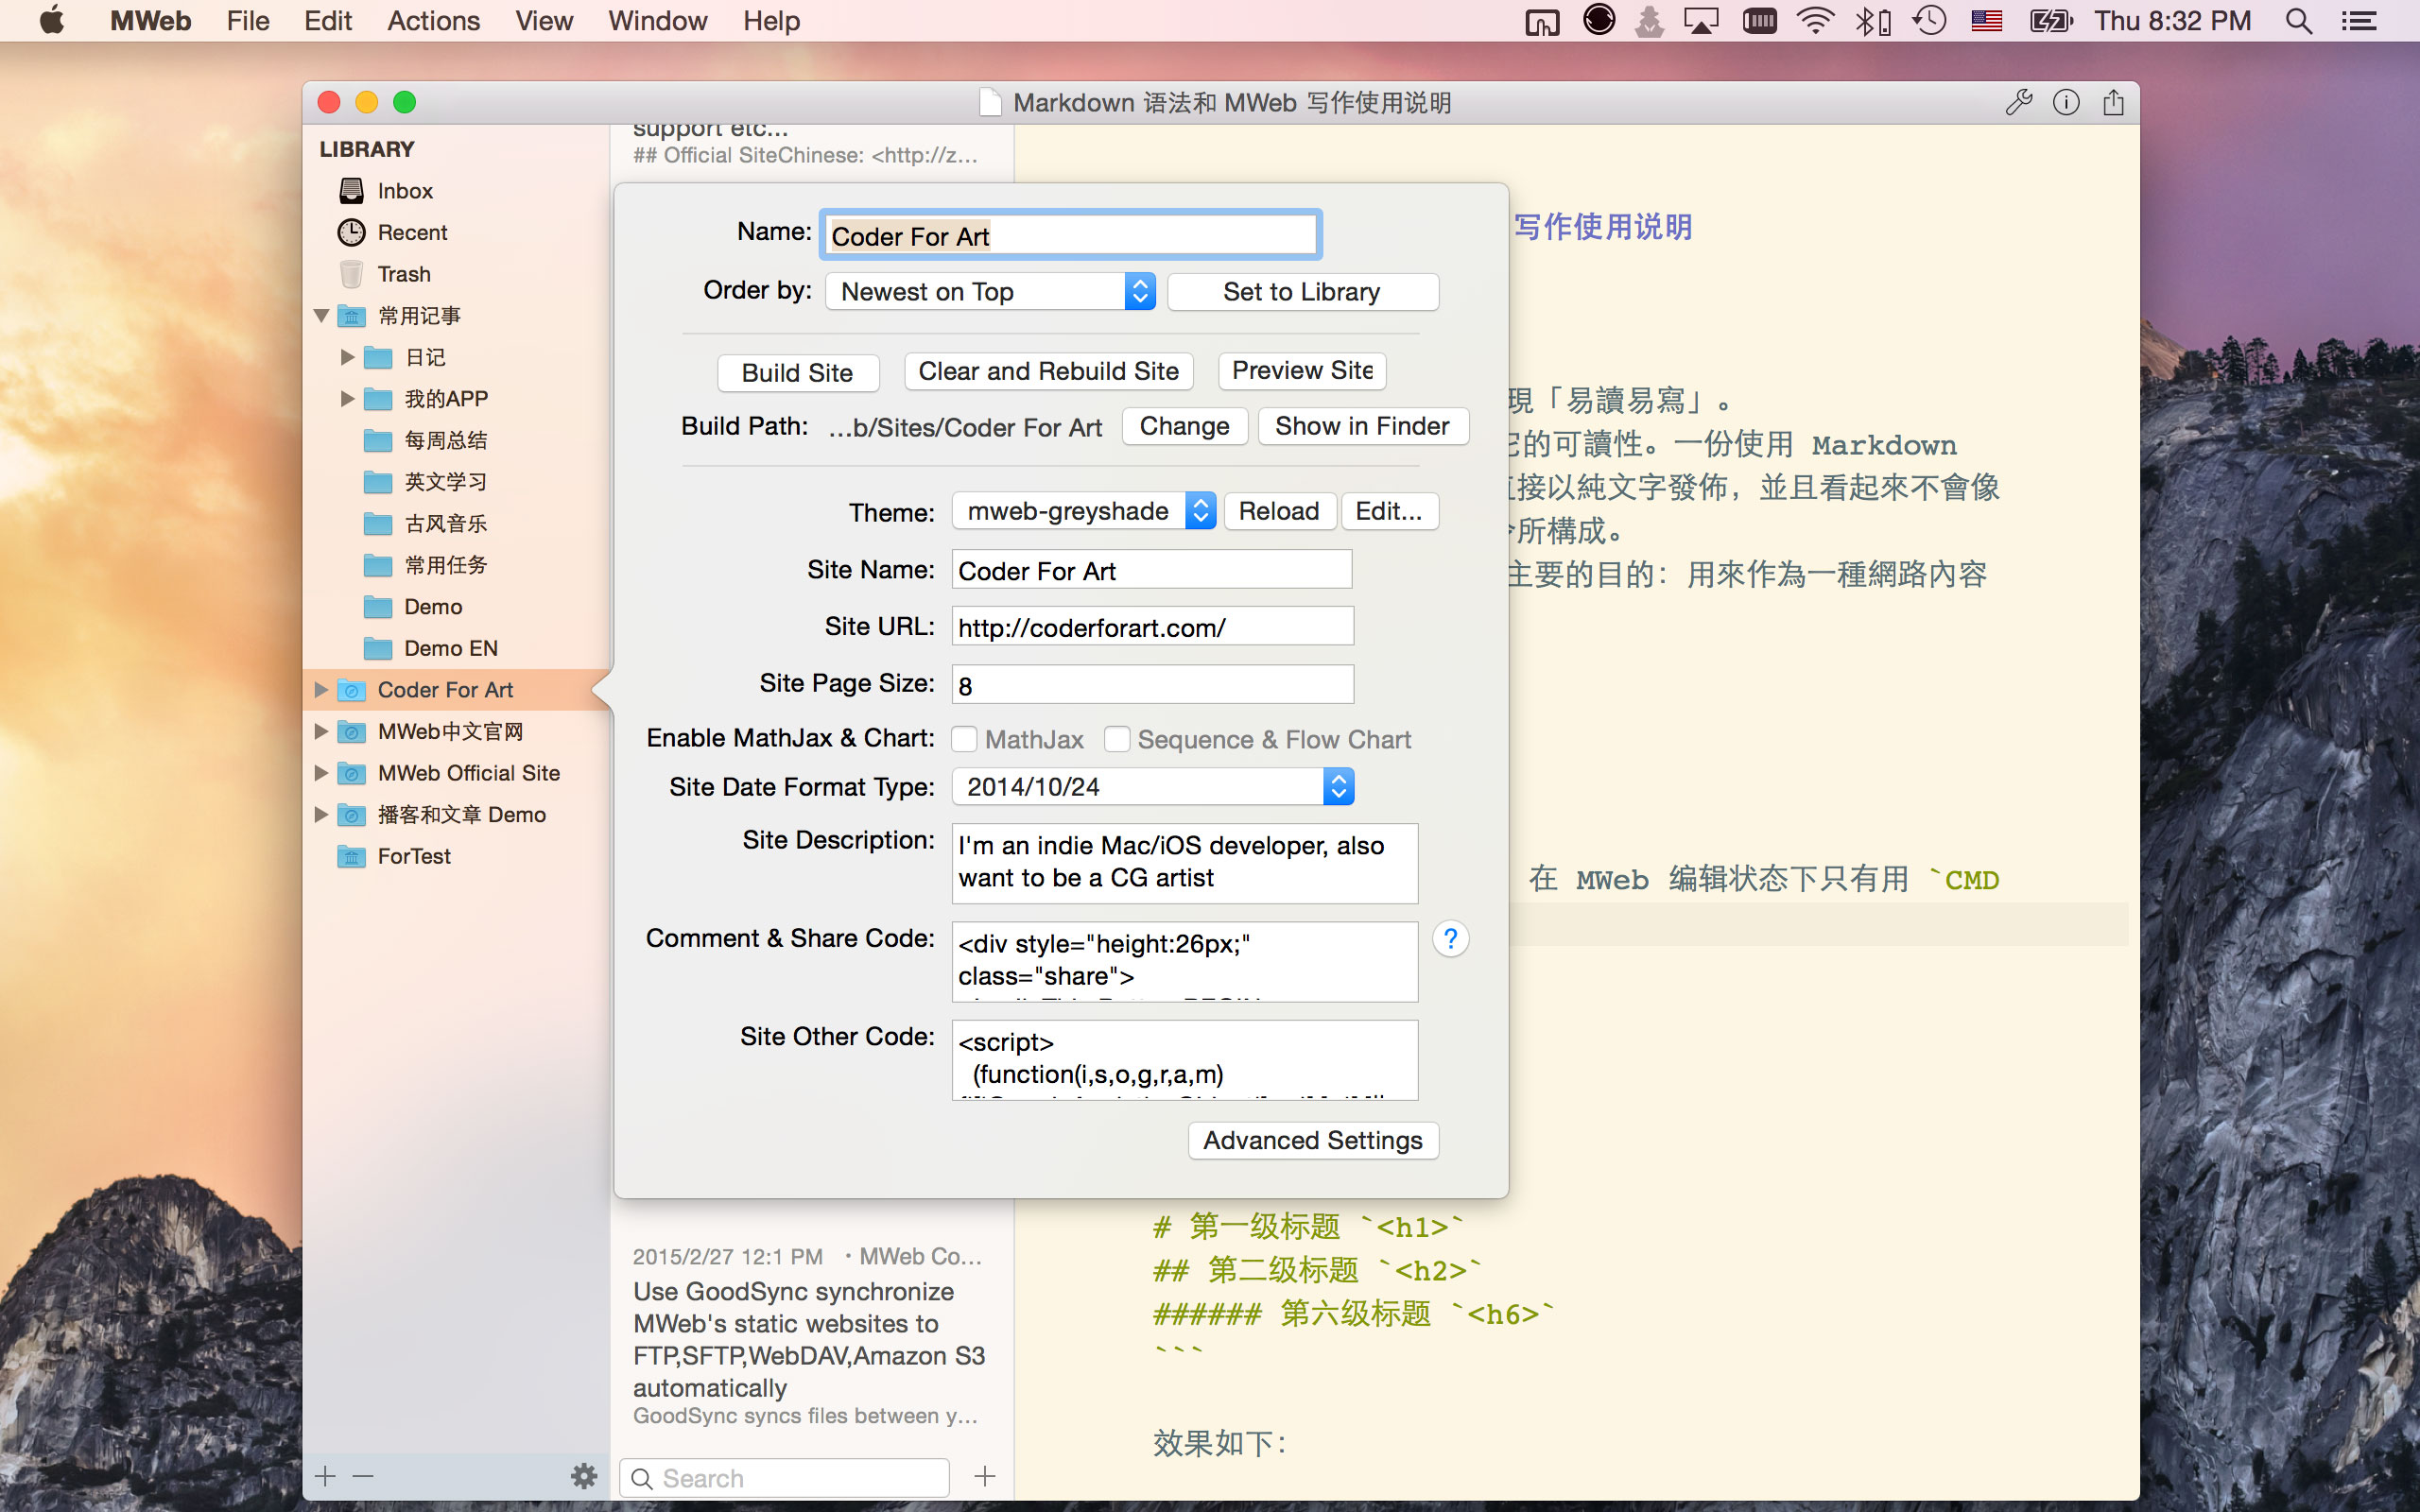 MWeb File Edit Actions View Window Help Thu 8:32 PM
Markdown 语法和 MWeb 写作使用说明
LIBRARY
Inbox
Recent
Trash
常用记事
日记
我的APP
每周总结
英文学习
古风音乐
常用任务
Demo
Demo EN
Coder For Art
MWeb中文官网
MWeb Official Site
播客和文章 Demo
ForTest
support etc...
## Official SiteChinese: <http://z...
Name: Coder For Art
Order by: Newest on Top Set to Library
Build Site Clear and Rebuild Site Preview Site
Build Path: ...b/Sites/Coder For Art Change Show in Finder
Theme: mweb-greyshade Reload Edit...
Site Name: Coder For Art
Site URL: http://coderforart.com/
Site Page Size: 8
Enable MathJax & Chart: MathJax Sequence & Flow Chart
Site Date Format Type: 2014/10/24
Site Description: I'm an indie Mac/iOS developer, also
want to be a CG artist
Comment & Share Code: <div style="height:26px;"
class="share">
?
Site Other Code: <script>
(function(i,s,o,g,r,a,m)
Advanced Settings
2015/2/27 12:1 PM ・MWeb Co...
Use GoodSync synchronize
MWeb's static websites to
FTP,SFTP,WebDAV,Amazon S3
automatically
GoodSync syncs files between y...
Search
写作使用说明
現「易讀易寫」。
的可讀性。一份使用 Markdown
接以純文字發佈，並且看起來不會像
所構成。
主要的目的：用來作為一種網路內容
在 MWeb 编辑状态下只有用 `CMD
# 第一级标题 `<h1>`
## 第二级标题 `<h2>`
###### 第六级标题 `<h6>`
```
效果如下：